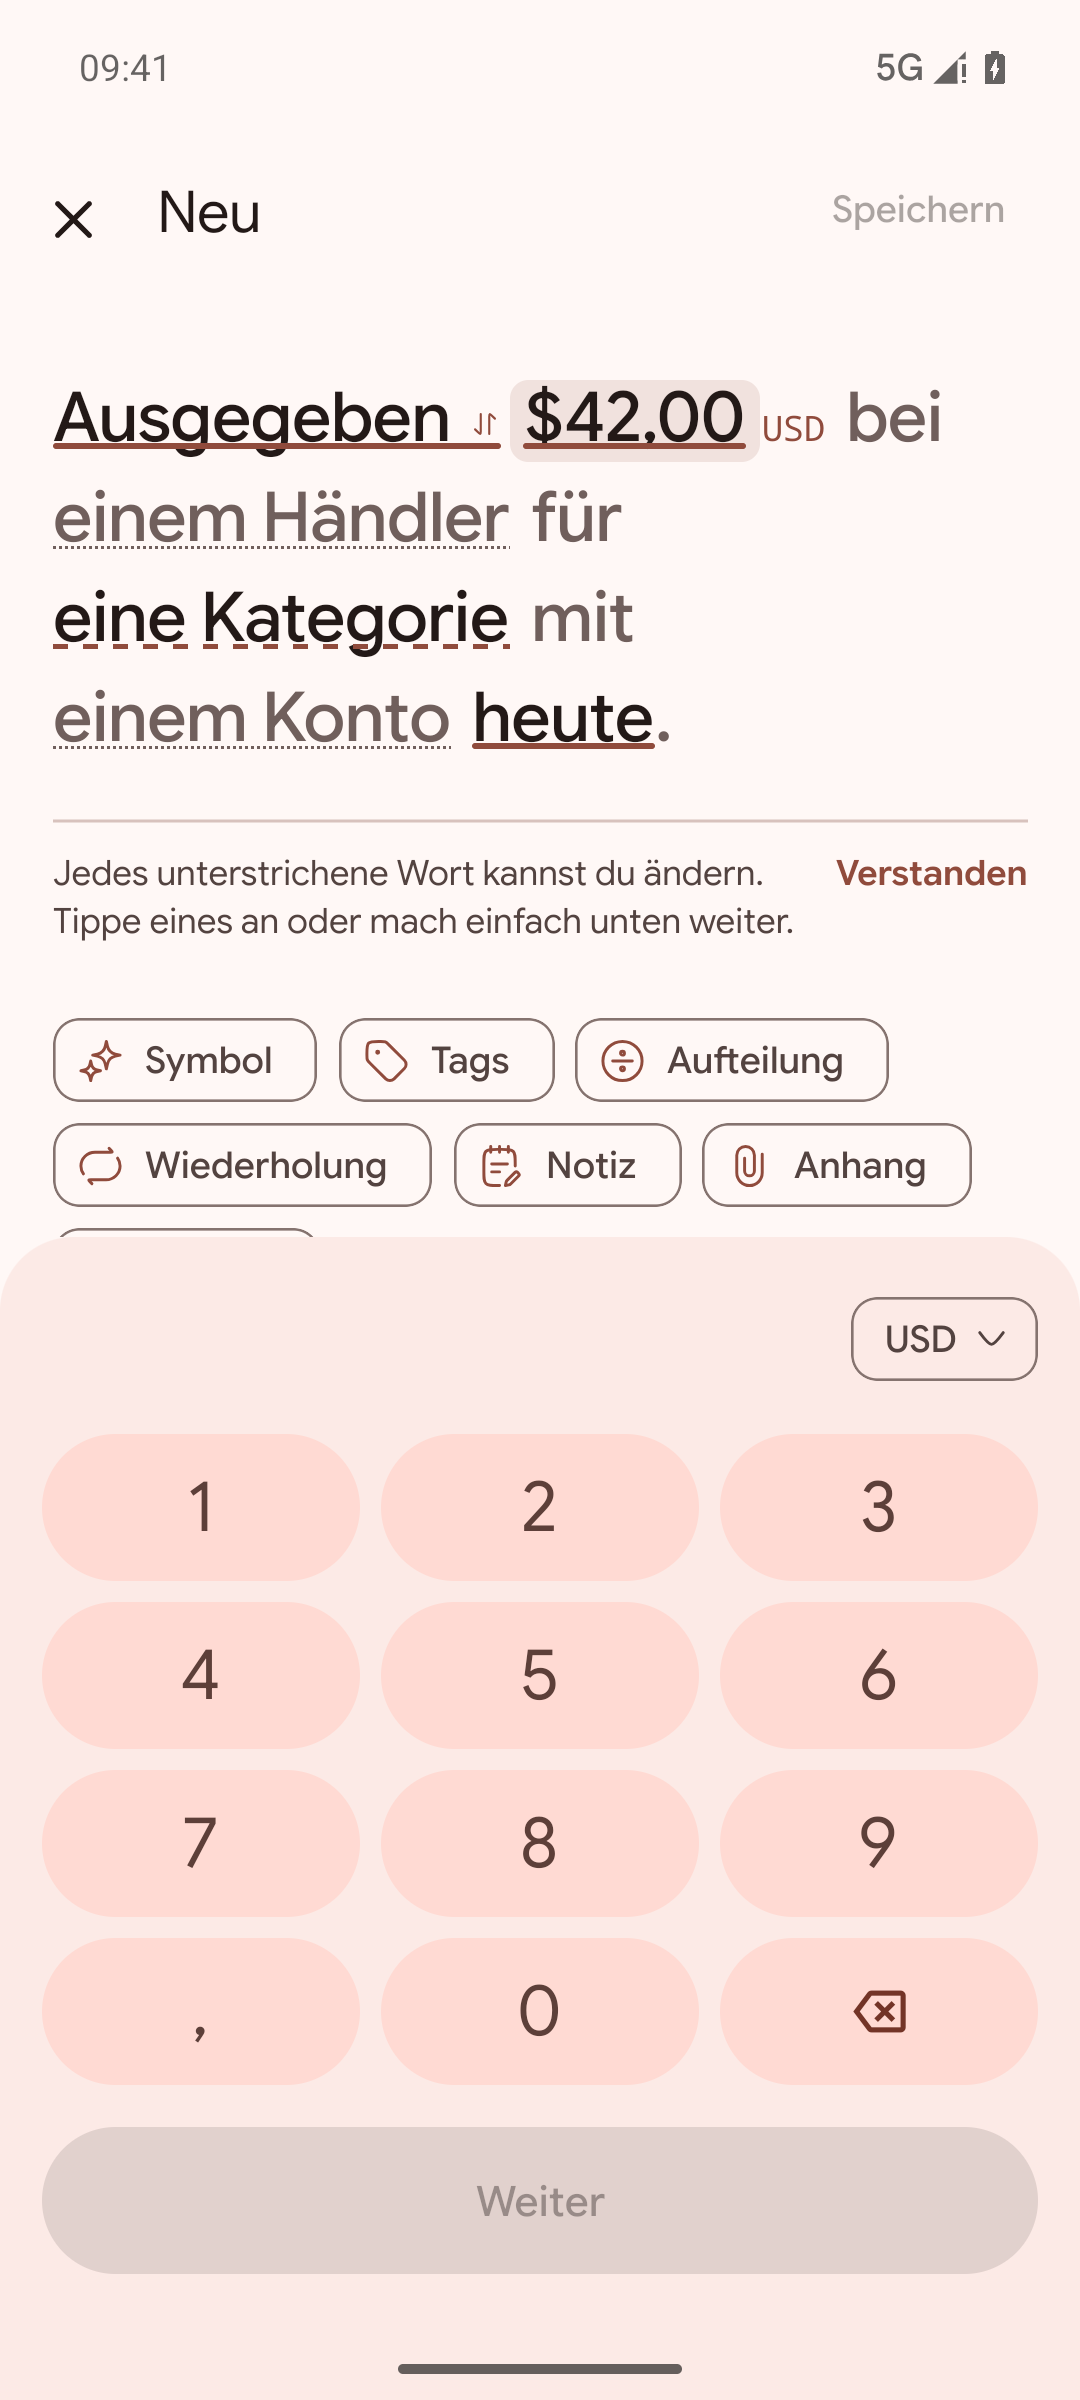 09:41
5G
Neu
Speichern
Ausgegeben $42,00 USD bei
einem Händler für
eine Kategorie mit
einem Konto heute.
Jedes unterstrichene Wort kannst du ändern.
Tippe eines an oder mach einfach unten weiter.
Verstanden
Symbol
Tags
Aufteilung
Wiederholung
Notiz
Anhang
USD
1
2
3
4
5
6
7
8
9
,
0
Weiter